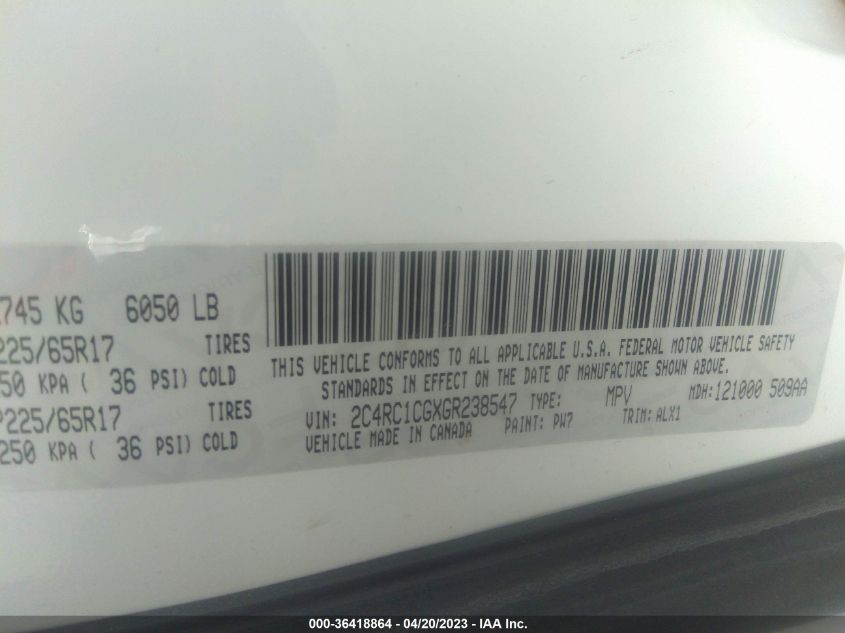 745 KG 6050 LB
225/65R17 TIRES
50 KPA ( 36 PSI) COLD
P225/65R17 TIRES
250 KPA ( 36 PSI) COLD
THIS VEHICLE CONFORMS TO ALL APPLICABLE U.S.A. FEDERAL MOTOR VEHICLE SAFETY
STANDARDS IN EFFECT ON THE DATE OF MANUFACTURE SHOWN ABOVE.
VIN: 2C4RC1CGXGR238547 TYPE: MPV MDH:121000 509AA
VEHICLE MADE IN CANADA PAINT: PW7 TRIM: ALX1
000-36418864 - 04/20/2023 - IAA Inc.